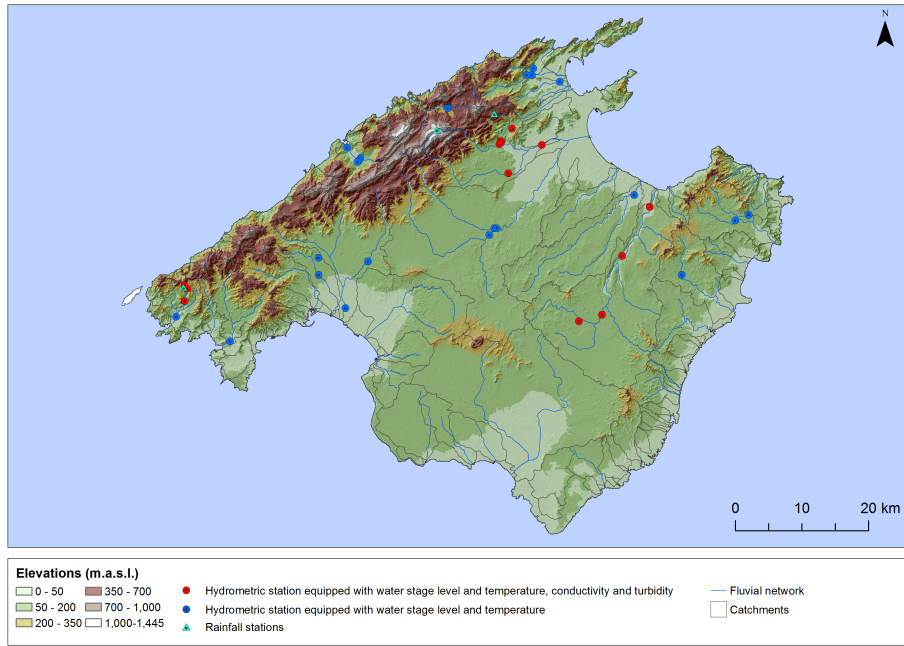 N
0 10 20 km
Elevations (m.a.s.l.)
0 - 50 350 - 700 Hydrometric station equipped with water stage level and temperature, conductivity and turbidity Fluvial network
50 - 200 700 - 1,000 Hydrometric station equipped with water stage level and temperature Catchments
200 - 350 1,000-1,445 Rainfall stations